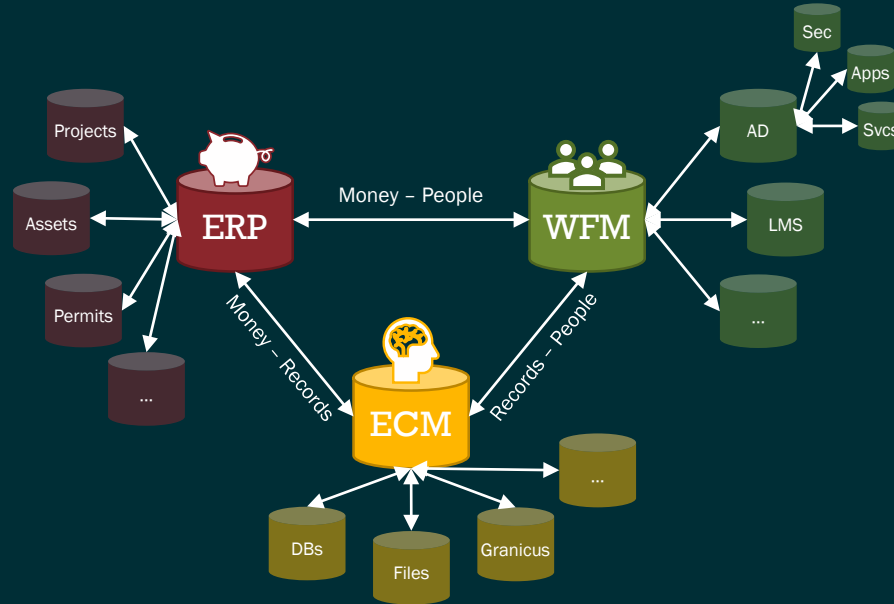 Sec
Apps
Svcs
AD
Projects
Money – People
ERP
WFM
Assets
LMS
Permits
...
...
Money – Records
Records – People
ECM
...
DBs
Files
Granicus